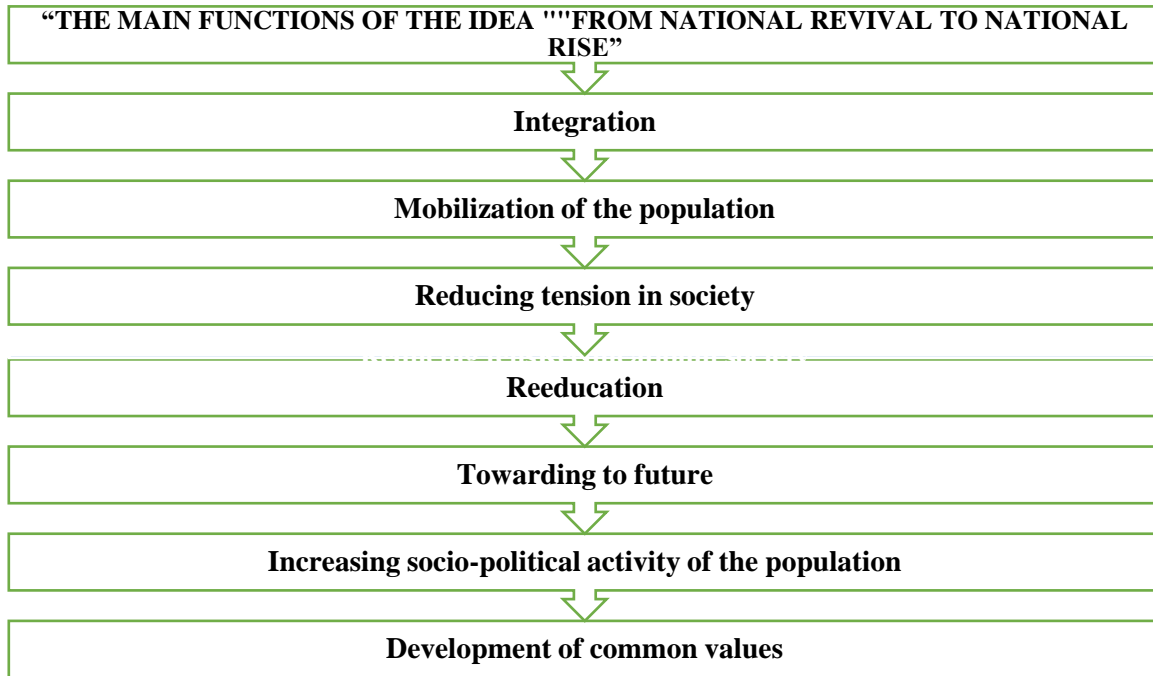 “THE MAIN FUNCTIONS OF THE IDEA """FROM NATIONAL REVIVAL TO NATIONAL
RISE”
Integration
Mobilization of the population
Reducing tension in society
Reeducation
Towarding to future
Increasing socio-political activity of the population
Development of common values